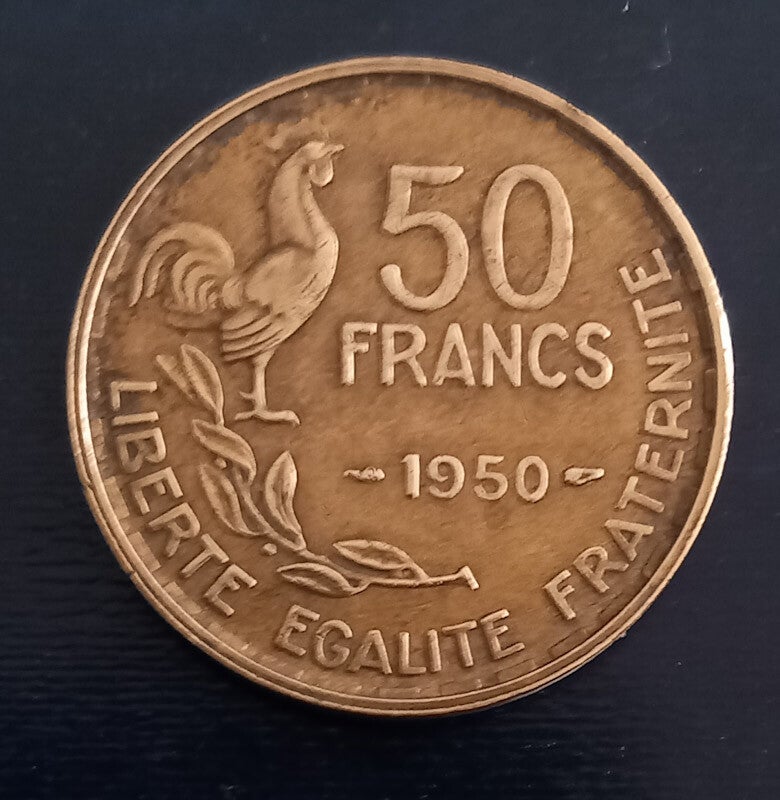 50
FRANCS
1950
LIBERTE EGALITE FRATERNITE